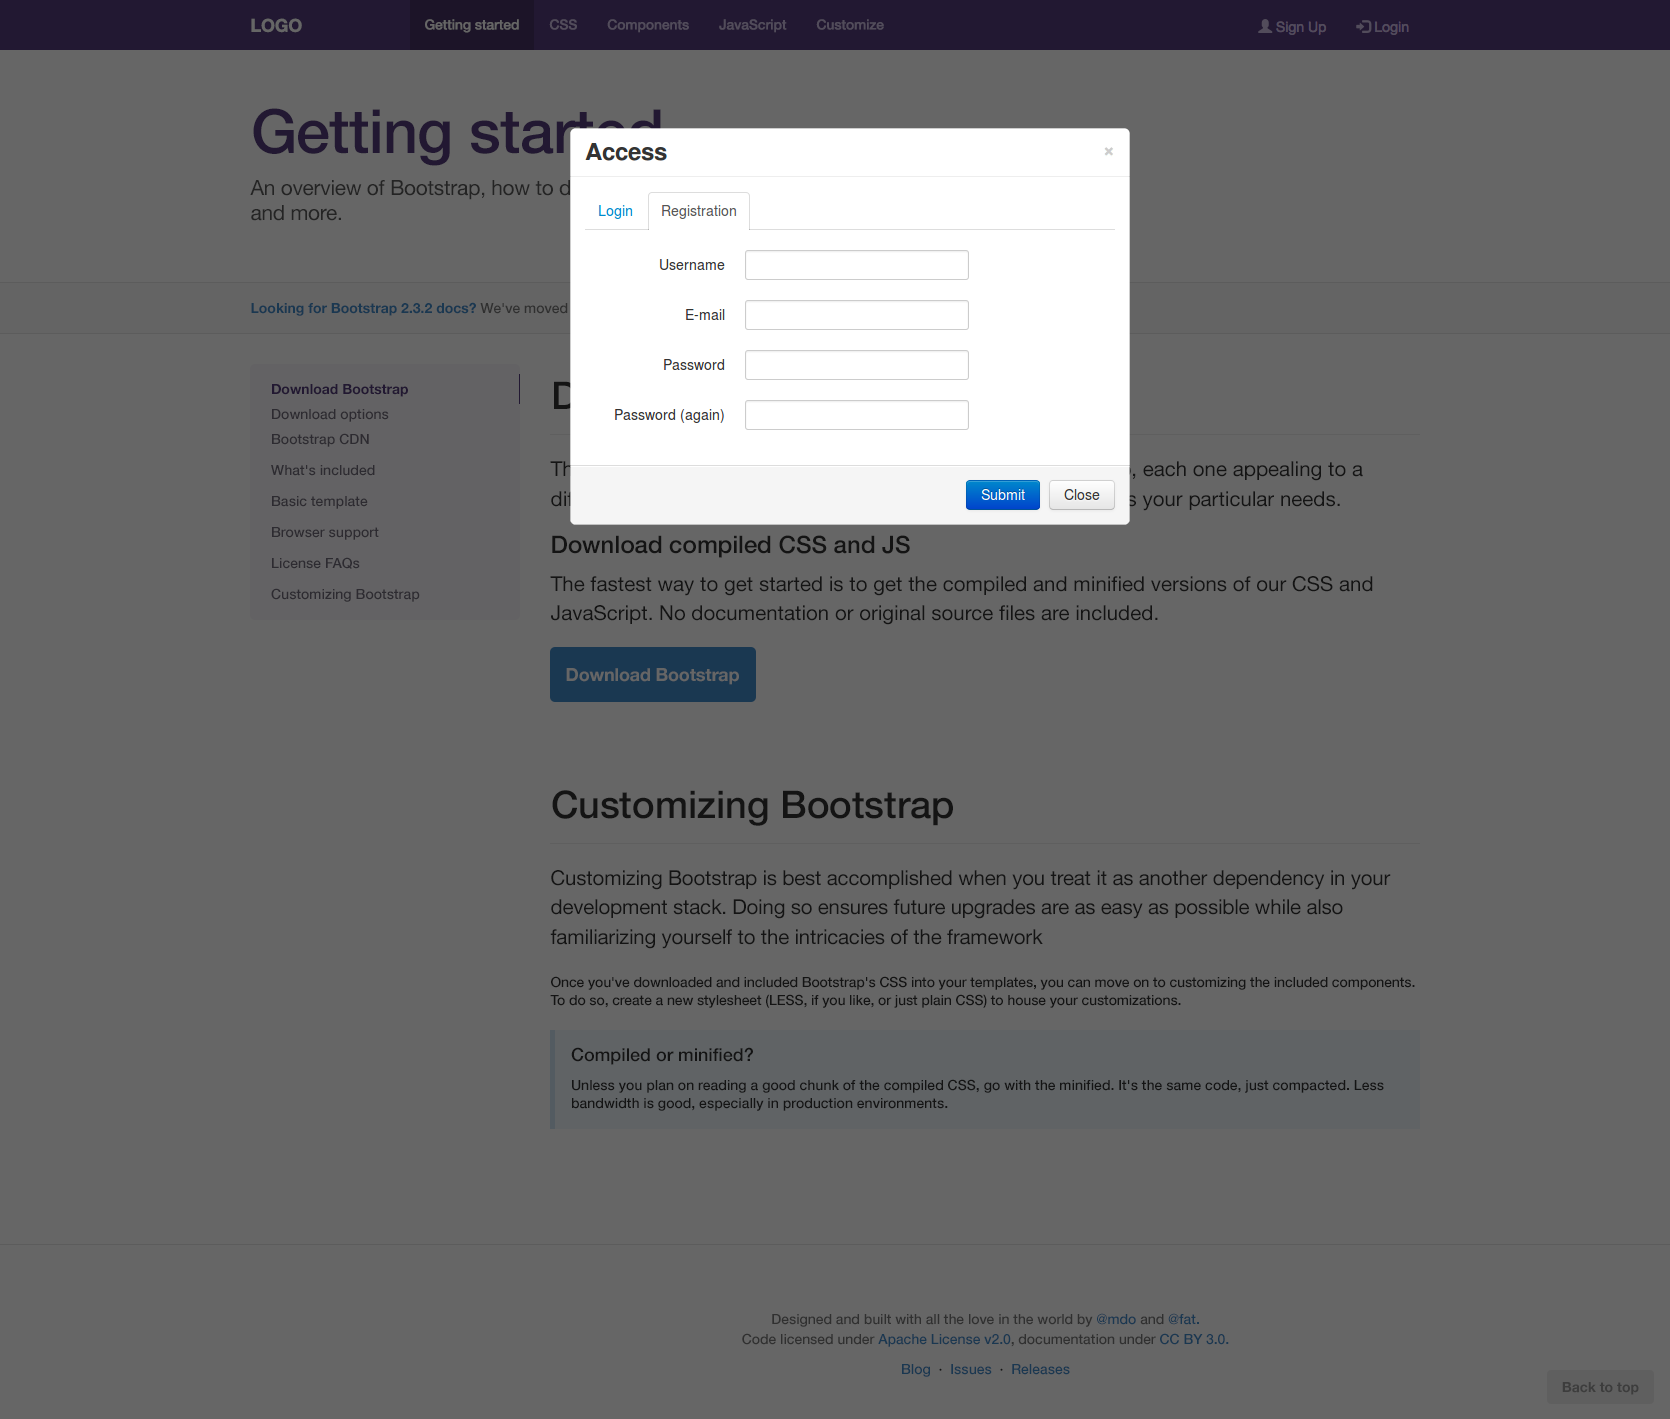 LOGO
Getting started
CSS
Components
JavaScript
Customize
Sign Up
Login
Getting started
An overview of Bootstrap, how to
and more.
Access
×
Login
Registration
Username
E-mail
Password
Password (again)
Submit
Close
Looking for Bootstrap 2.3.2 docs? We've moved
Download Bootstrap
Download options
Bootstrap CDN
What's included
Basic template
Browser support
License FAQs
Customizing Bootstrap
each one appealing to a
your particular needs.
Download compiled CSS and JS
The fastest way to get started is to get the compiled and minified versions of our CSS and
JavaScript. No documentation or original source files are included.
Download Bootstrap
Customizing Bootstrap
Customizing Bootstrap is best accomplished when you treat it as another dependency in your
development stack. Doing so ensures future upgrades are as easy as possible while also
familiarizing yourself to the intricacies of the framework
Once you've downloaded and included Bootstrap's CSS into your templates, you can move on to customizing the included components.
To do so, create a new stylesheet (LESS, if you like, or just plain CSS) to house your customizations.
Compiled or minified?
Unless you plan on reading a good chunk of the compiled CSS, go with the minified. It's the same code, just compacted. Less
bandwidth is good, especially in production environments.
Designed and built with all the love in the world by @mdo and @fat.
Code licensed under Apache License v2.0, documentation under CC BY 3.0.
Blog · Issues · Releases
Back to top